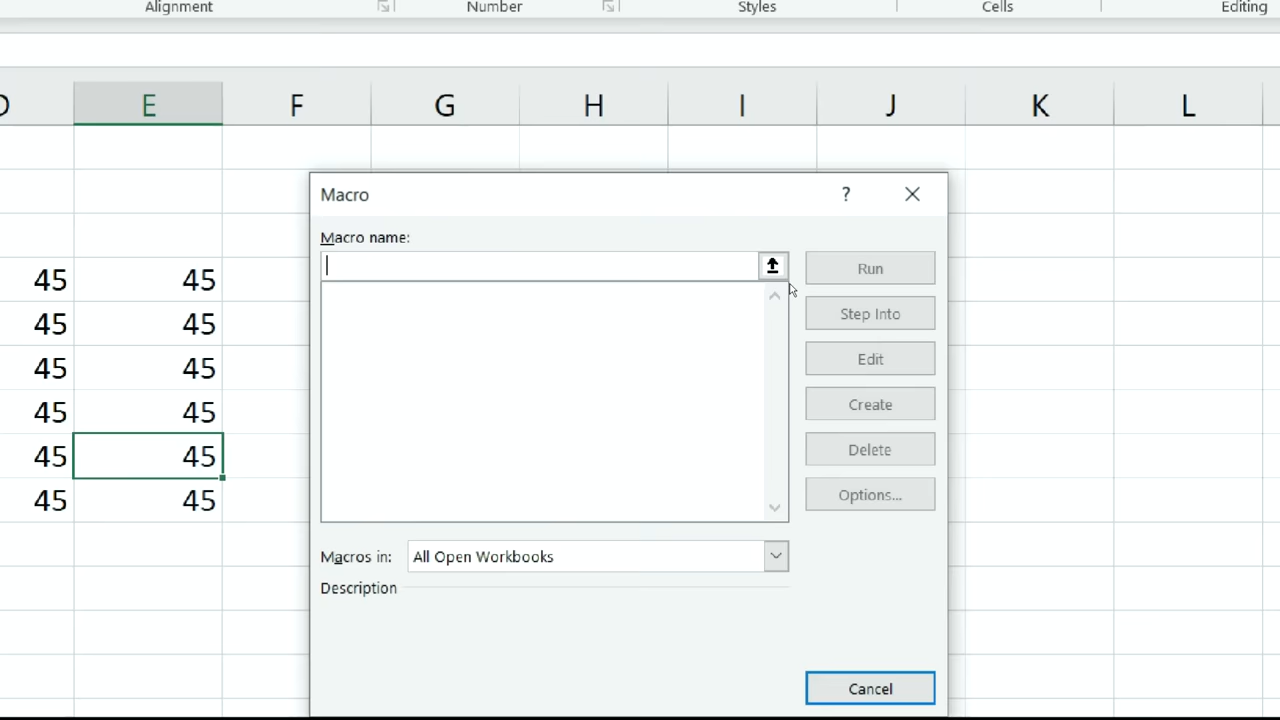 Alignment Number Styles Cells Editing
D E F G H I J K L
Macro ?
Macro name:
Run
Step Into
Edit
Create
Delete
Options...
45 45
45 45
45 45
45 45
45 45
45 45
Macros in: All Open Workbooks
Description
Cancel